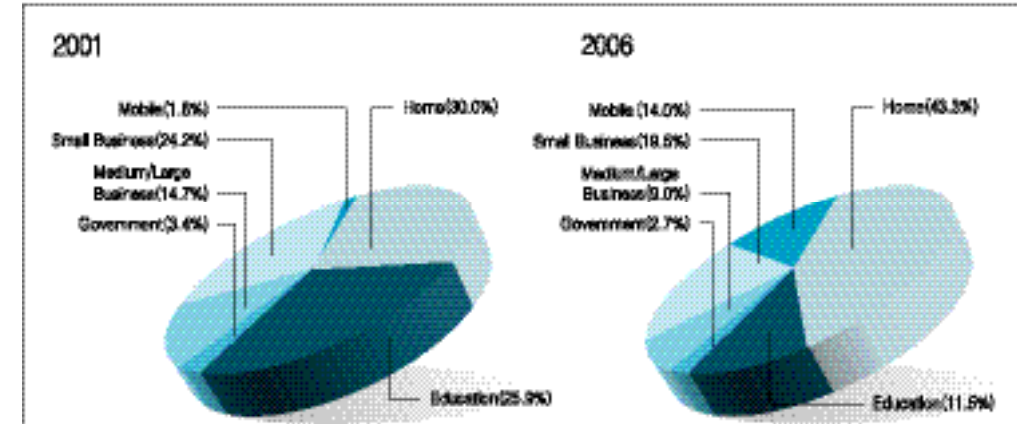 2001
Mobile(1.8%)
Small Business(24.2%)
Medium/Large
Business(14.7%)
Government(3.4%)
Home(30.0%)
Education(25.9%)
2006
Mobile (14.0%)
Small Business(19.5%)
Medium/Large
Business(9.0%)
Government(2.7%)
Home(43.3%)
Education(11.5%)